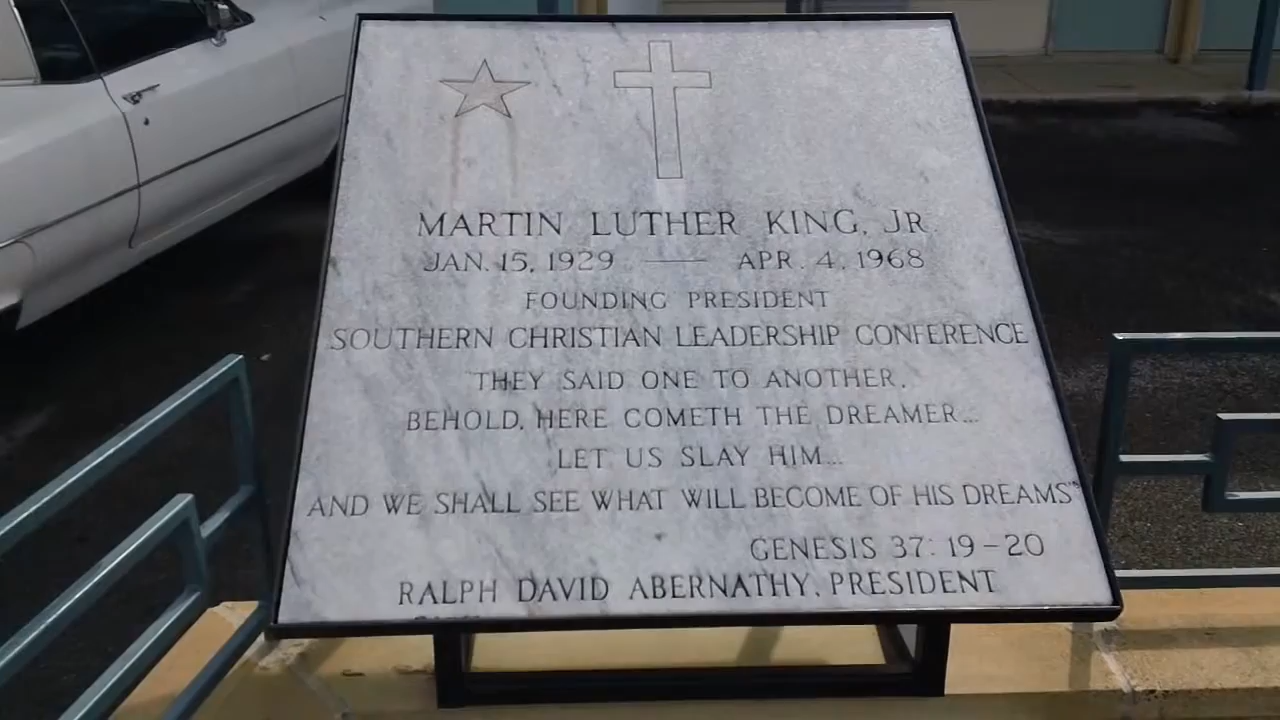 MARTIN LUTHER KING, JR.
JAN. 15, 1929 — APR. 4, 1968
FOUNDING PRESIDENT
SOUTHERN CHRISTIAN LEADERSHIP CONFERENCE
"THEY SAID ONE TO ANOTHER,
BEHOLD, HERE COMETH THE DREAMER...
LET US SLAY HIM...
AND WE SHALL SEE WHAT WILL BECOME OF HIS DREAMS"
GENESIS 37: 19-20
RALPH DAVID ABERNATHY, PRESIDENT